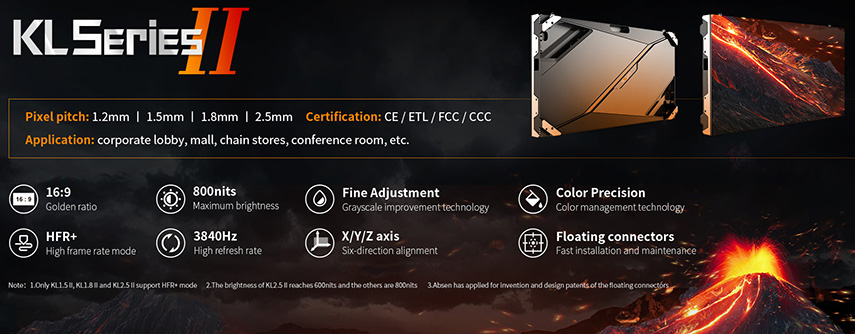 KL Series II
Pixel pitch: 1.2mm | 1.5mm | 1.8mm | 2.5mm Certification: CE / ETL / FCC / CCC
Application: corporate lobby, mall, chain stores, conference room, etc.
16:9
16:9
Golden ratio
800nits
Maximum brightness
Fine Adjustment
Grayscale improvement technology
Color Precision
Color management technology
HFR+
High frame rate mode
3840Hz
High refresh rate
X/Y/Z axis
Six-direction alignment
Floating connectors
Fast installation and maintenance
Note: 1.Only KL1.5 II, KL1.8 II and KL2.5 II support HFR+ mode 2.The brightness of KL2.5 II reaches 600nits and the others are 800nits 3.Absen has applied for invention and design patents of the floating connectors